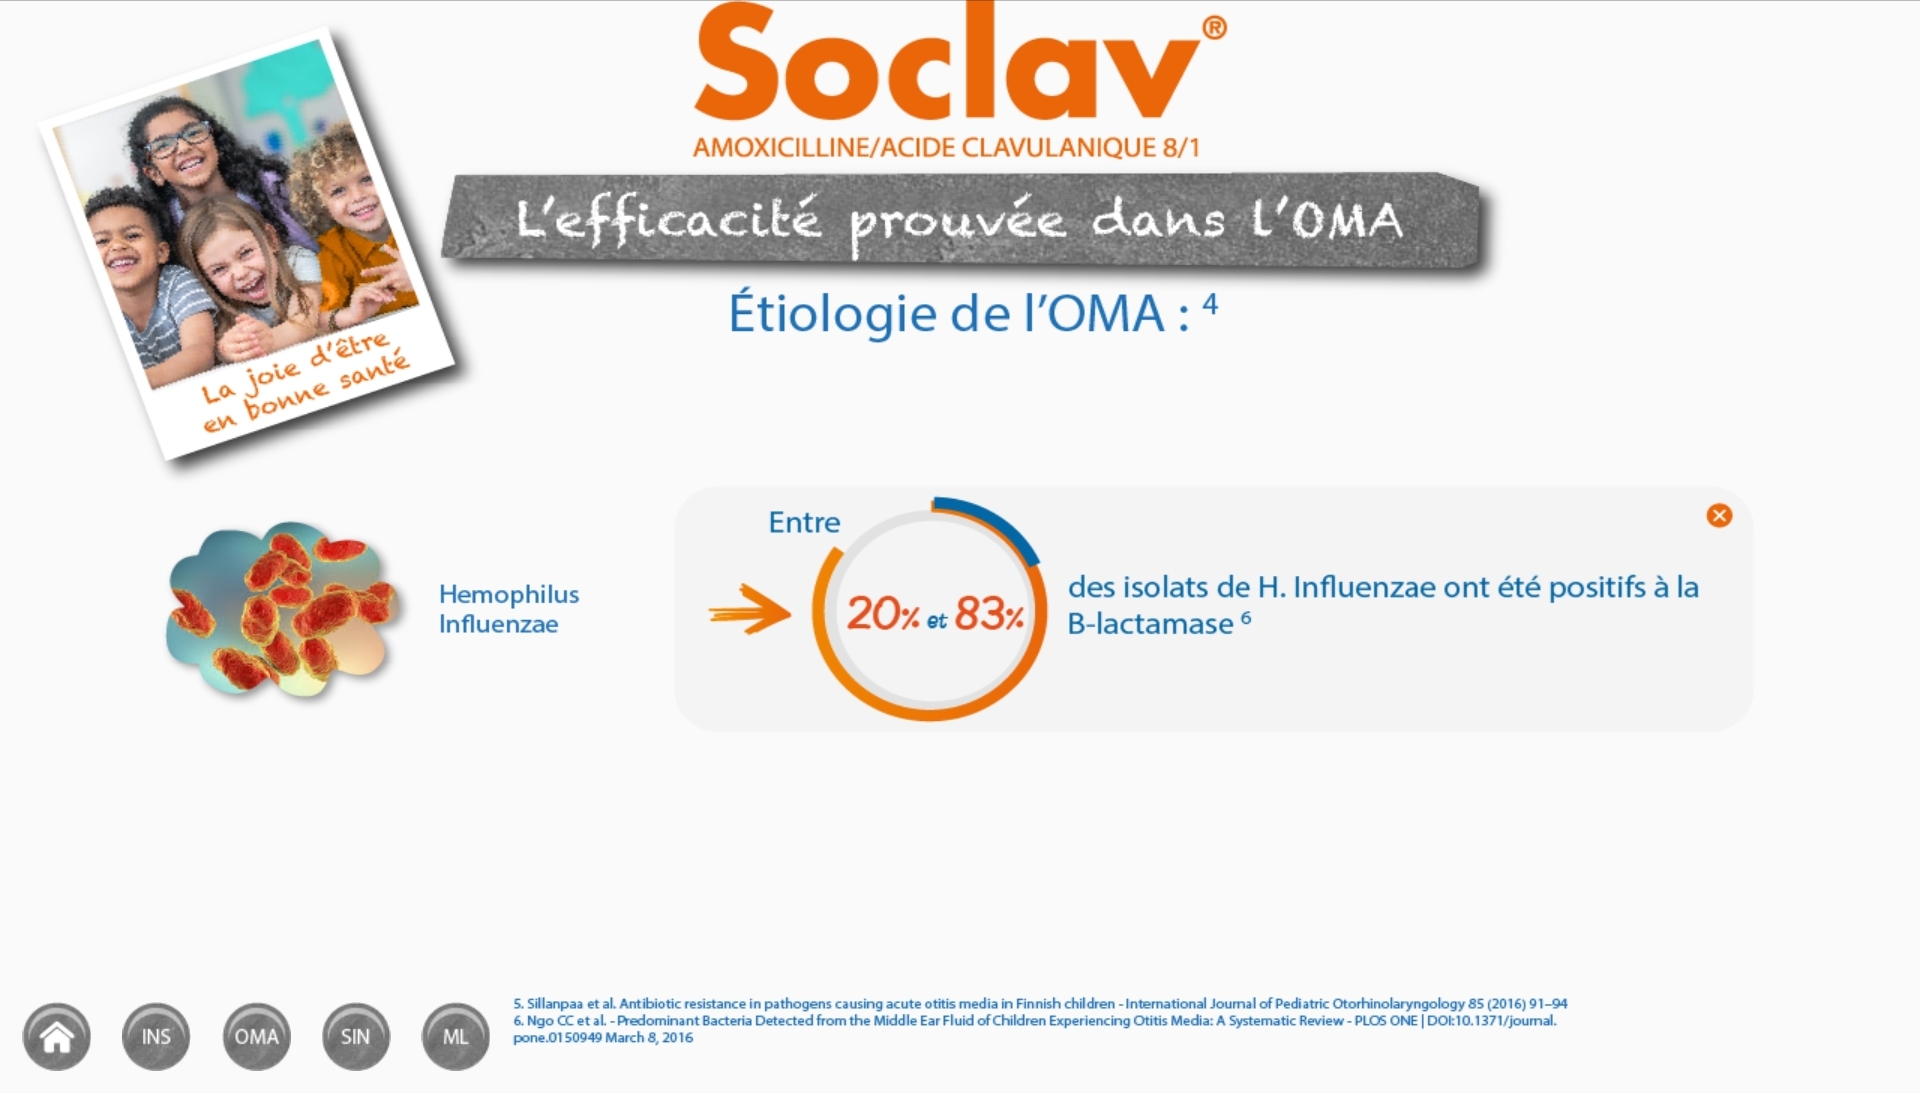 Soclav®
AMOXICILLINE/ACIDE CLAVULANIQUE 8/1
L'efficacité prouvée dans l'OMA
La joie d'être
en bonne santé
Étiologie de l'OMA : 4
Hemophilus
Influenzae
Entre
20% et 83%
des isolats de H. Influenzae ont été positifs à la
B-lactamase 6
5. Sillanpaa et al. Antibiotic resistance in pathogens causing acute otitis media in Finnish children - International Journal of Pediatric Otorhinolaryngology 85 (2016) 91–94
6. Ngo CC et al. - Predominant Bacteria Detected from the Middle Ear Fluid of Children Experiencing Otitis Media: A Systematic Review - PLOS ONE | DOI:10.1371/journal.
pone.0150949 March 8, 2016
INS
OMA
SIN
ML